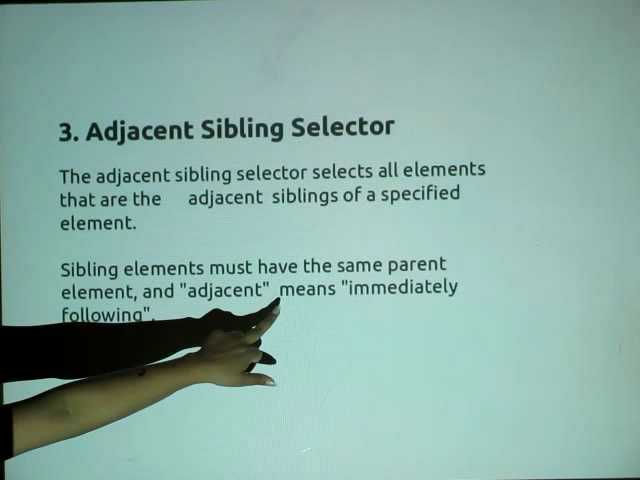 3. Adjacent Sibling Selector
The adjacent sibling selector selects all elements
that are the adjacent siblings of a specified
element.
Sibling elements must have the same parent
element, and "adjacent" means "immediately
following".